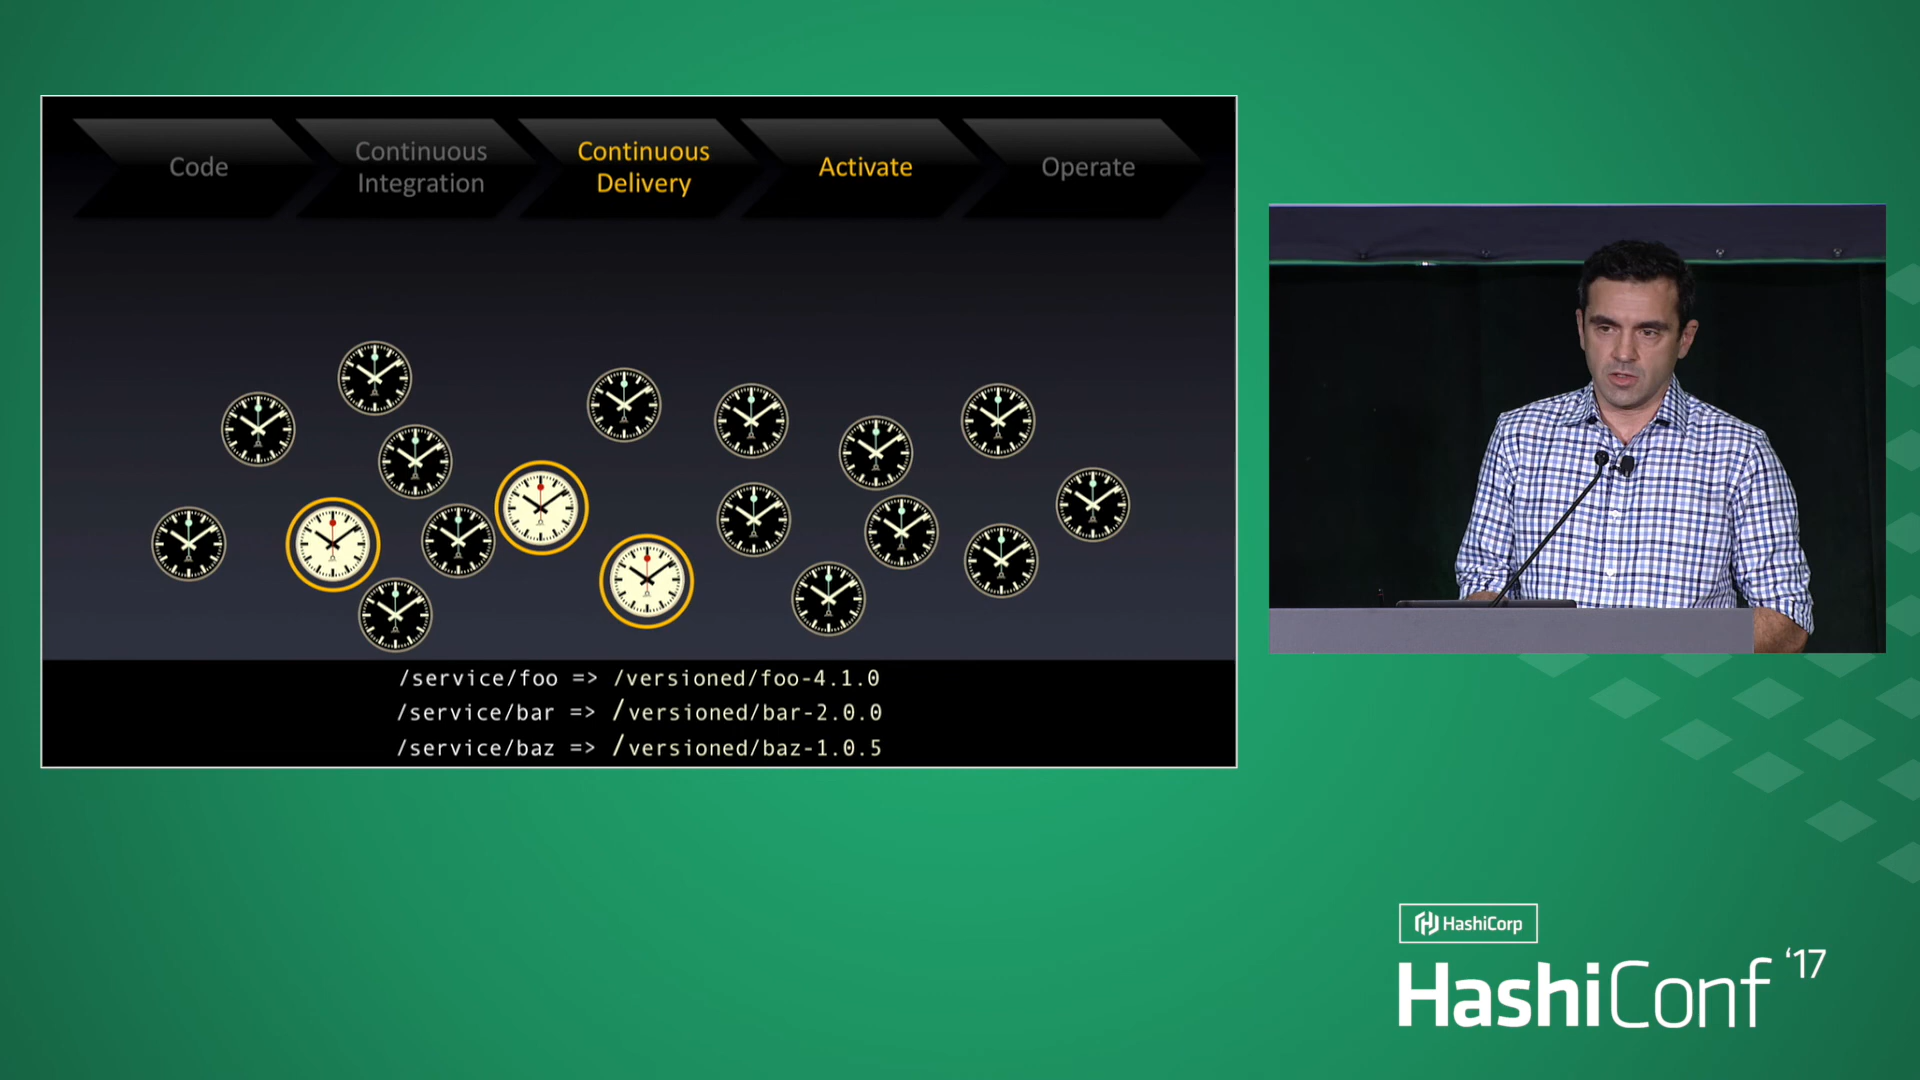 Code
Continuous
Integration
Continuous
Delivery
Activate
Operate
/service/foo => /versioned/foo-4.1.0
/service/bar => /versioned/bar-2.0.0
/service/baz => /versioned/baz-1.0.5
HashiCorp
HashiConf '17